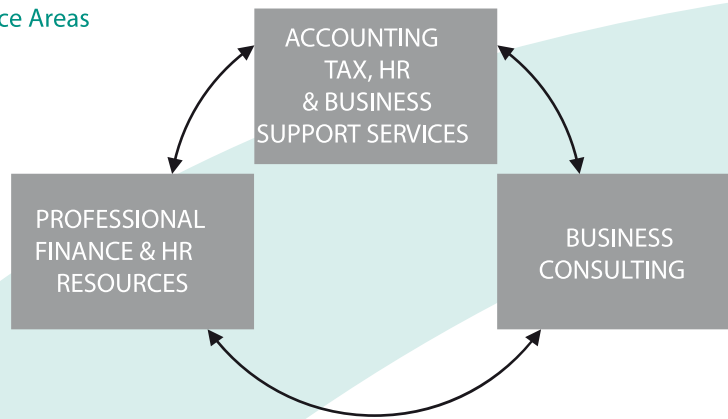 ce Areas
ACCOUNTING
TAX, HR
& BUSINESS
SUPPORT SERVICES
PROFESSIONAL
FINANCE & HR
RESOURCES
BUSINESS
CONSULTING